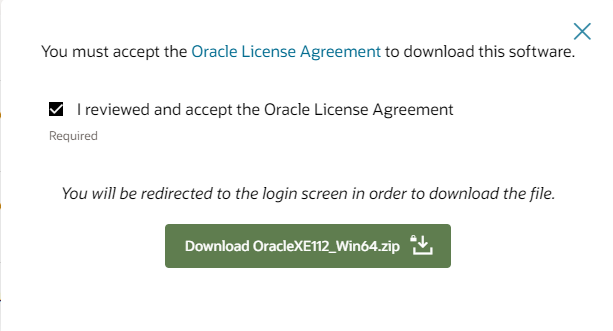 You must accept the Oracle License Agreement to download this software.
I reviewed and accept the Oracle License Agreement
Required
You will be redirected to the login screen in order to download the file.
Download OracleXE112_Win64.zip